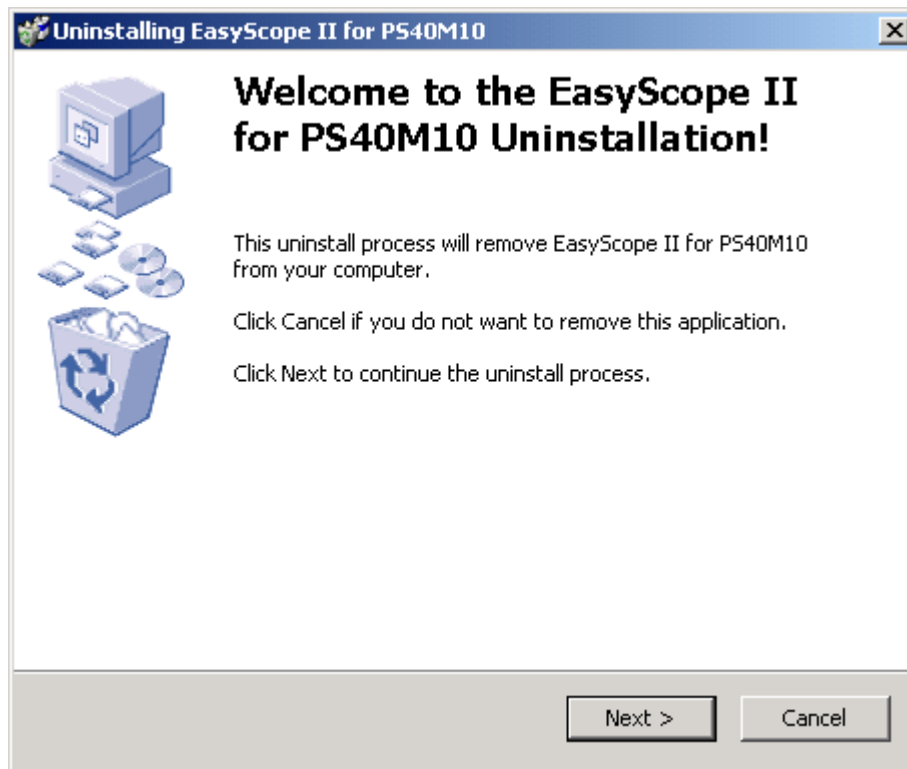 Uninstalling EasyScope II for PS40M10
Welcome to the EasyScope II
for PS40M10 Uninstallation!
This uninstall process will remove EasyScope II for PS40M10
from your computer.
Click Cancel if you do not want to remove this application.
Click Next to continue the uninstall process.
Next >
Cancel